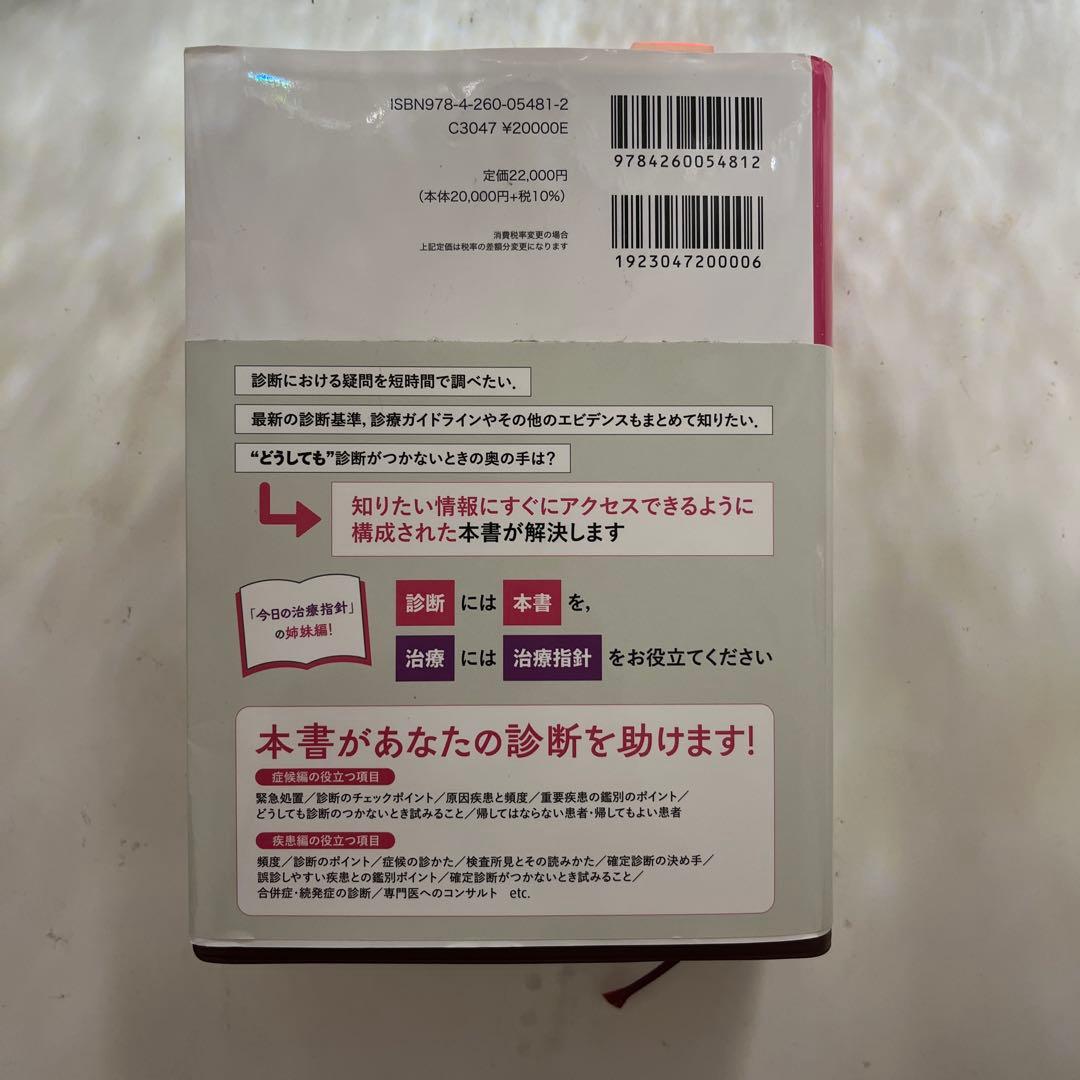 ISBN978-4-260-05481-2
C3047 ¥20000E
定価22,000円
(本体20,000円+税10%)
消費税率変更の場合
上記定価は税率の差額分変更になります
9784260054812
1923047200006
診断における疑問を短時間で調べたい.
最新の診断基準, 診療ガイドラインやその他のエビデンスもまとめて知りたい.
“どうしても”診断がつかないときの奥の手は?
知りたい情報にすぐにアクセスできるように
構成された本書が解決します
「今日の治療指針」
の姉妹編!
診断 には 本書 を,
治療 には 治療指針 をお役立てください
本書があなたの診断を助けます!
症候編の役立つ項目
緊急処置/診断のチェックポイント/原因疾患と頻度/重要疾患の鑑別のポイント/
どうしても診断のつかないとき試みること/帰してはならない患者・帰してもよい患者
疾患編の役立つ項目
頻度/診断のポイント/症候の診かた/検査所見とその読みかた/確定診断の決め手/
誤診しやすい疾患との鑑別ポイント/確定診断がつかないとき試みること/
合併症・続発症の診断/専門医へのコンサルト etc.